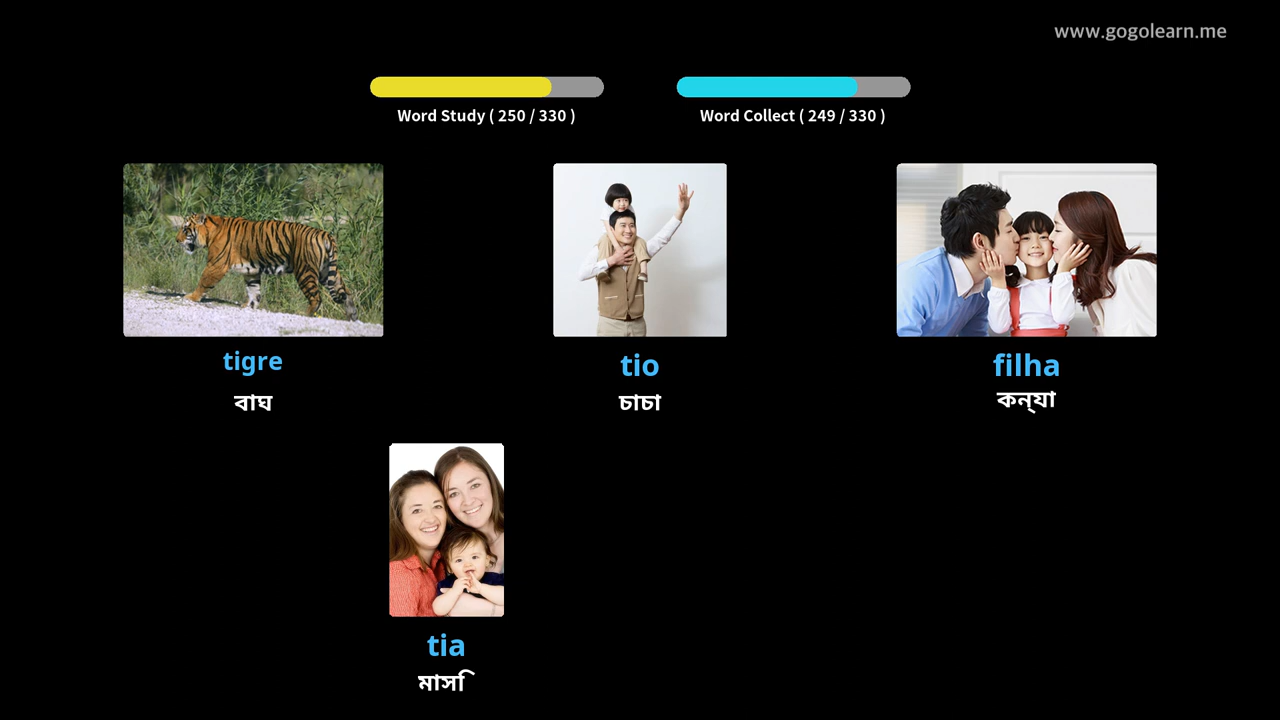 www.gogolearn.me
Word Study ( 250 / 330 )
Word Collect ( 249 / 330 )
tigre
বাঘ
tio
চাচা
filha
কন্‌যা
tia
মাসি